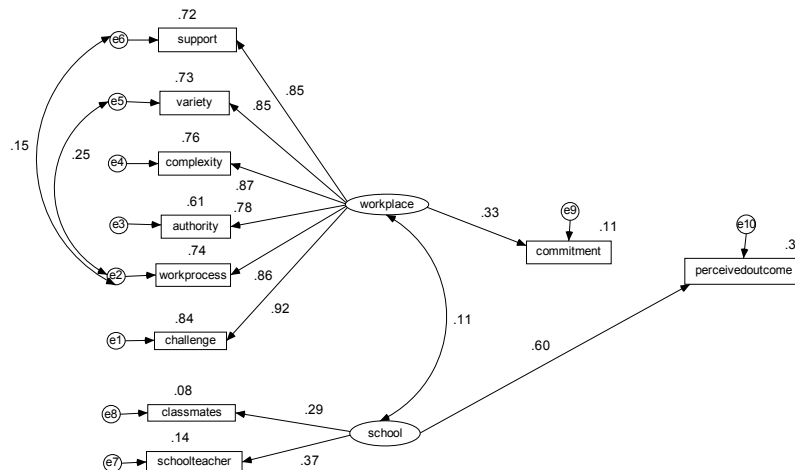 .72
e6
support
.85
.73
e5
variety
.85
.15
.25
.76
e4
complexity
.87
.61
.78
e3
authority
workplace
.33
e9
.11
commitment
e10
.3
perceivedoutcome
.74
e2
workprocess
.86
.92
.84
e1
challenge
.11
.60
.08
e8
classmates
.29
school
.14
e7
schoolteacher
.37